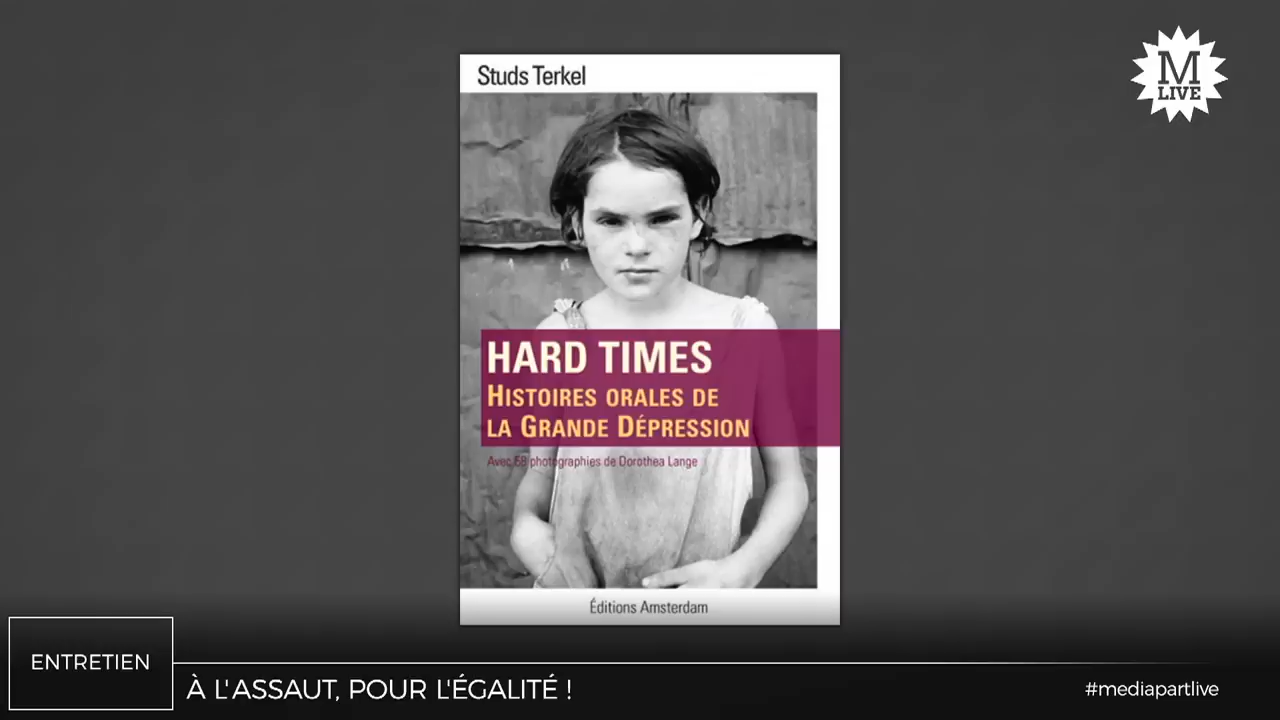 Studs Terkel
M
LIVE
HARD TIMES
HISTOIRES ORALES DE
LA GRANDE DÉPRESSION
Avec 58 photographies de Dorothea Lange
Éditions Amsterdam
ENTRETIEN
À L'ASSAUT, POUR L'ÉGALITÉ !
#mediapartlive